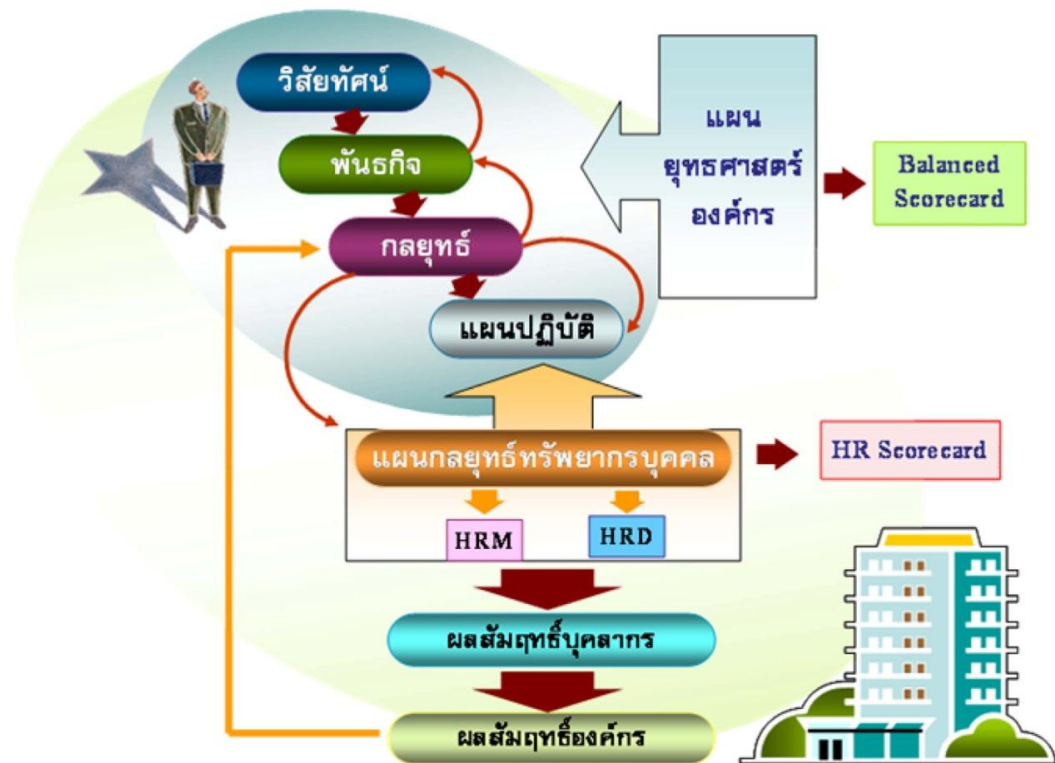 วิสัยทัศน์
พันธกิจ
กลยุทธ์
แผนปฏิบัติ
แผน
ยุทธศาสตร์
องค์กร
Balanced
Scorecard
แผนกลยุทธ์ทรัพยากรบุคคล
HRM
HRD
HR Scorecard
ผลสัมฤทธิ์บุคลากร
ผลสัมฤทธิ์องค์กร